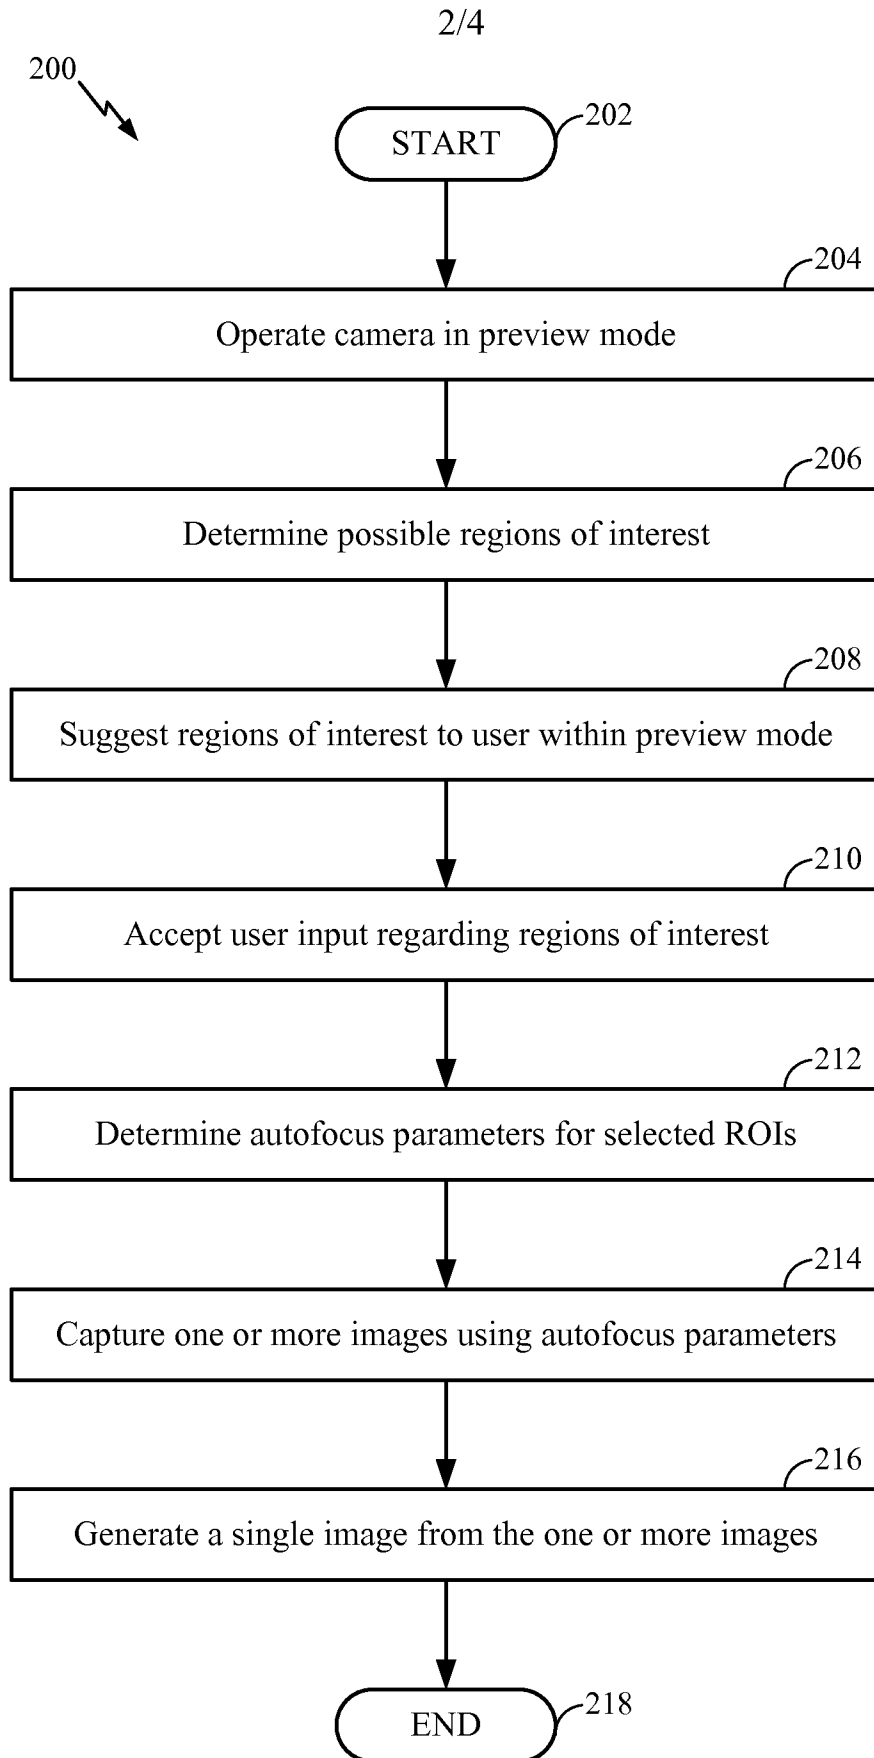 2/4
200
START
202
204
Operate camera in preview mode
206
Determine possible regions of interest
208
Suggest regions of interest to user within preview mode
210
Accept user input regarding regions of interest
212
Determine autofocus parameters for selected ROIs
214
Capture one or more images using autofocus parameters
216
Generate a single image from the one or more images
END
218